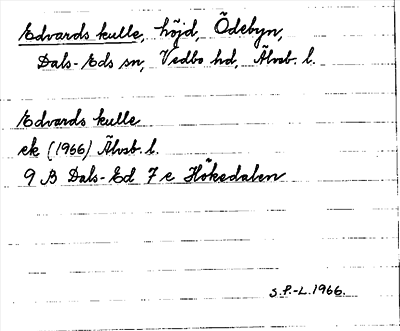 Edvards kulle, höjd, Ödebyn,
Dals-Eds sn, Vedbo hd, Älvsb. l.
Edvards kulle
ek (1966) Älvsb. l.
9 B Dals-Ed 7 e Höksdalen
S.P.-L. 1966.